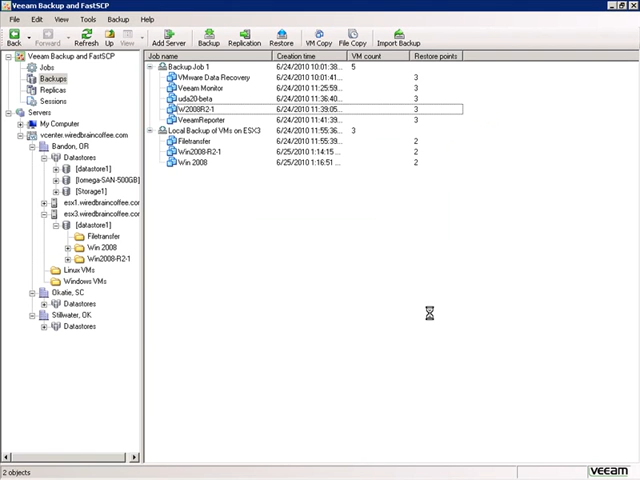 Veeam Backup and FastSCP
File Edit View Tools Backup Help
Back Forward Refresh Up View Add Server Backup Replication Restore VM Copy File Copy Import Backup
Veeam Backup and FastSCP
Jobs
Backups
Replicas
Sessions
Servers
My Computer
vcenter.wiredbraincoffee.com
Bandon, OR
Datastores
[datastore1]
[Iomega-SAN-500GB]
[Storage1]
esx1.wiredbraincoffee.co
esx3.wiredbraincoffee.co
[datastore1]
Filetransfer
Win 2008
Win2008-R2-1
Linux VMs
Windows VMs
Okatie, SC
Datastores
Stillwater, OK
Datastores
Job name Creation time VM count Restore points
Backup Job 1 6/24/2010 10:01:38... 5
VMware Data Recovery 6/24/2010 10:01:41... 3
Veeam Monitor 6/24/2010 11:25:59... 3
uda20-beta 6/24/2010 11:36:40... 3
W2008R2-1 6/24/2010 11:39:05... 3
VeeamReporter 6/24/2010 11:41:39... 3
Local Backup of VMs on ESX3 6/24/2010 11:55:36... 3
Filetransfer 6/24/2010 11:55:39... 2
Win2008-R2-1 6/25/2010 1:14:15 ... 2
Win 2008 6/25/2010 1:16:51 ... 2
2 objects
veeam